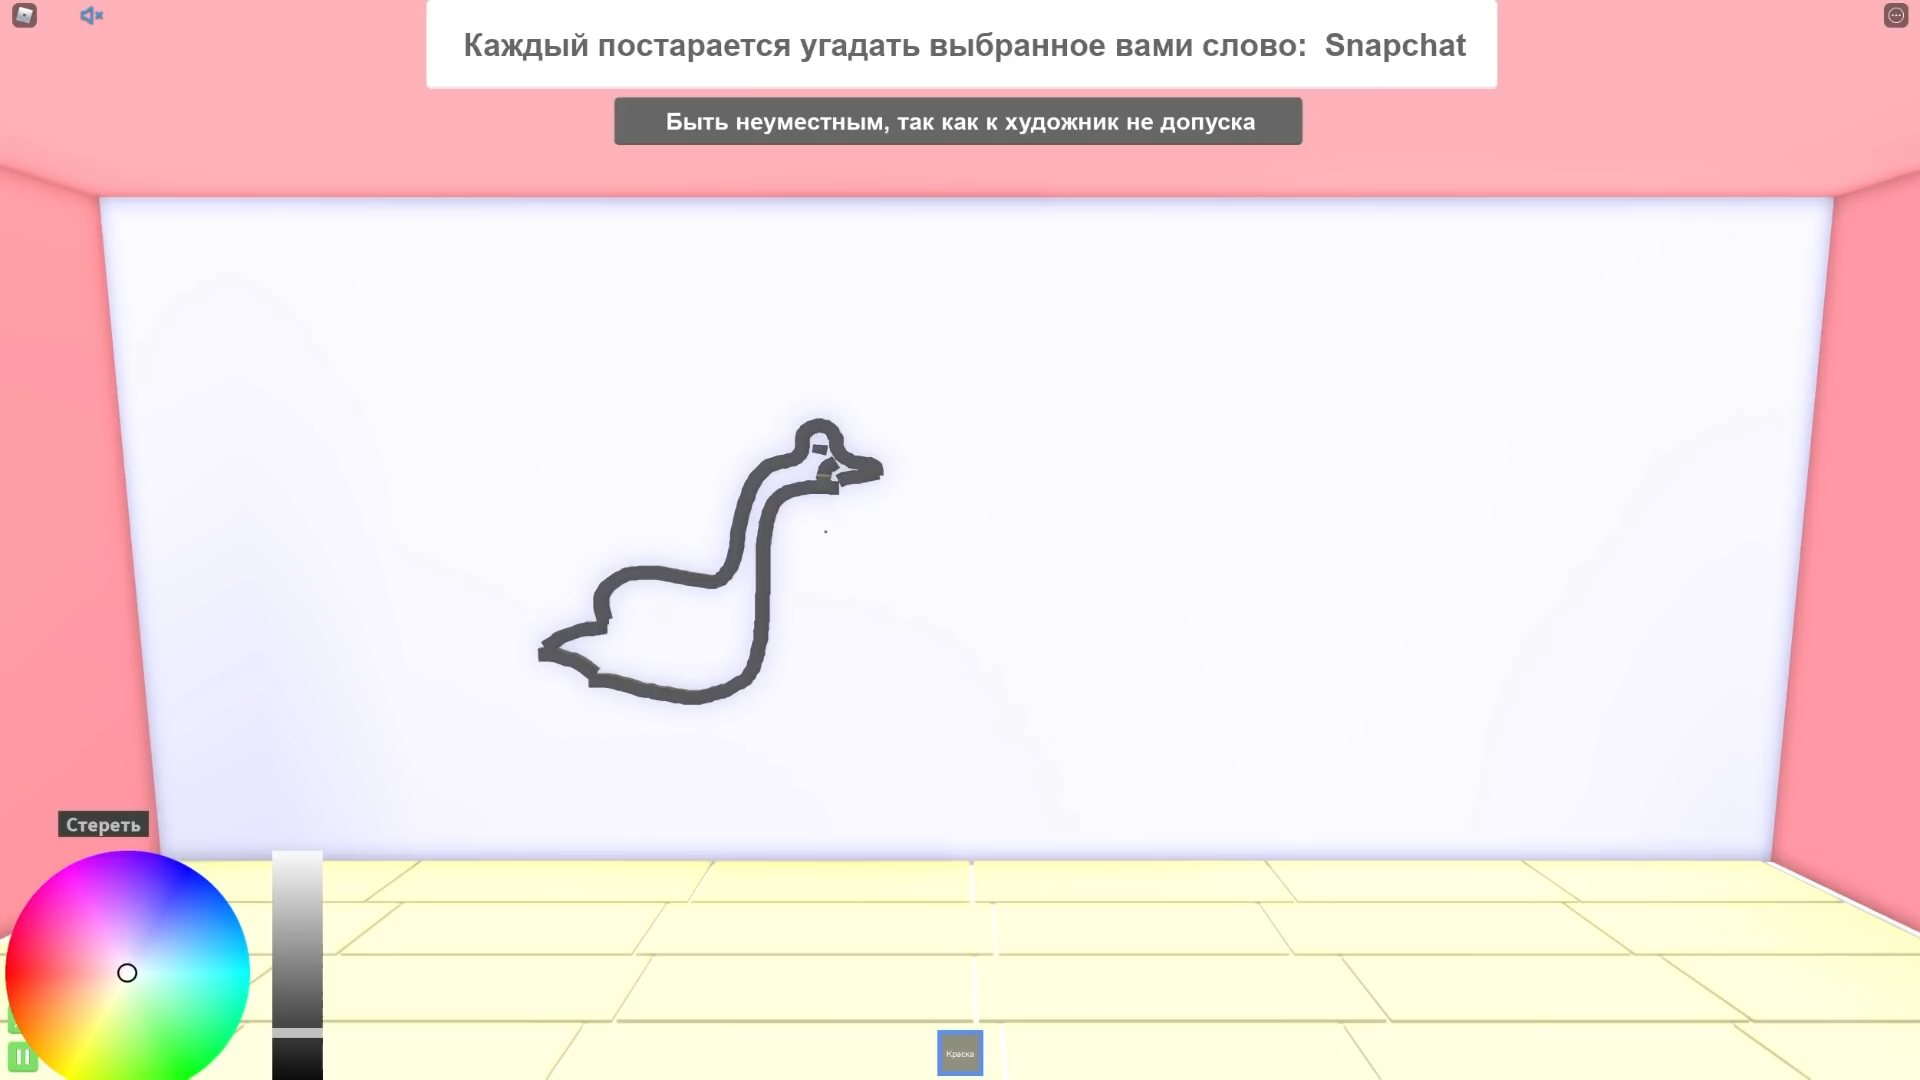 Каждый постарается угадать выбранное вами слово: Snapchat
Быть неуместным, так как к художник не допуска
Стереть
Краска